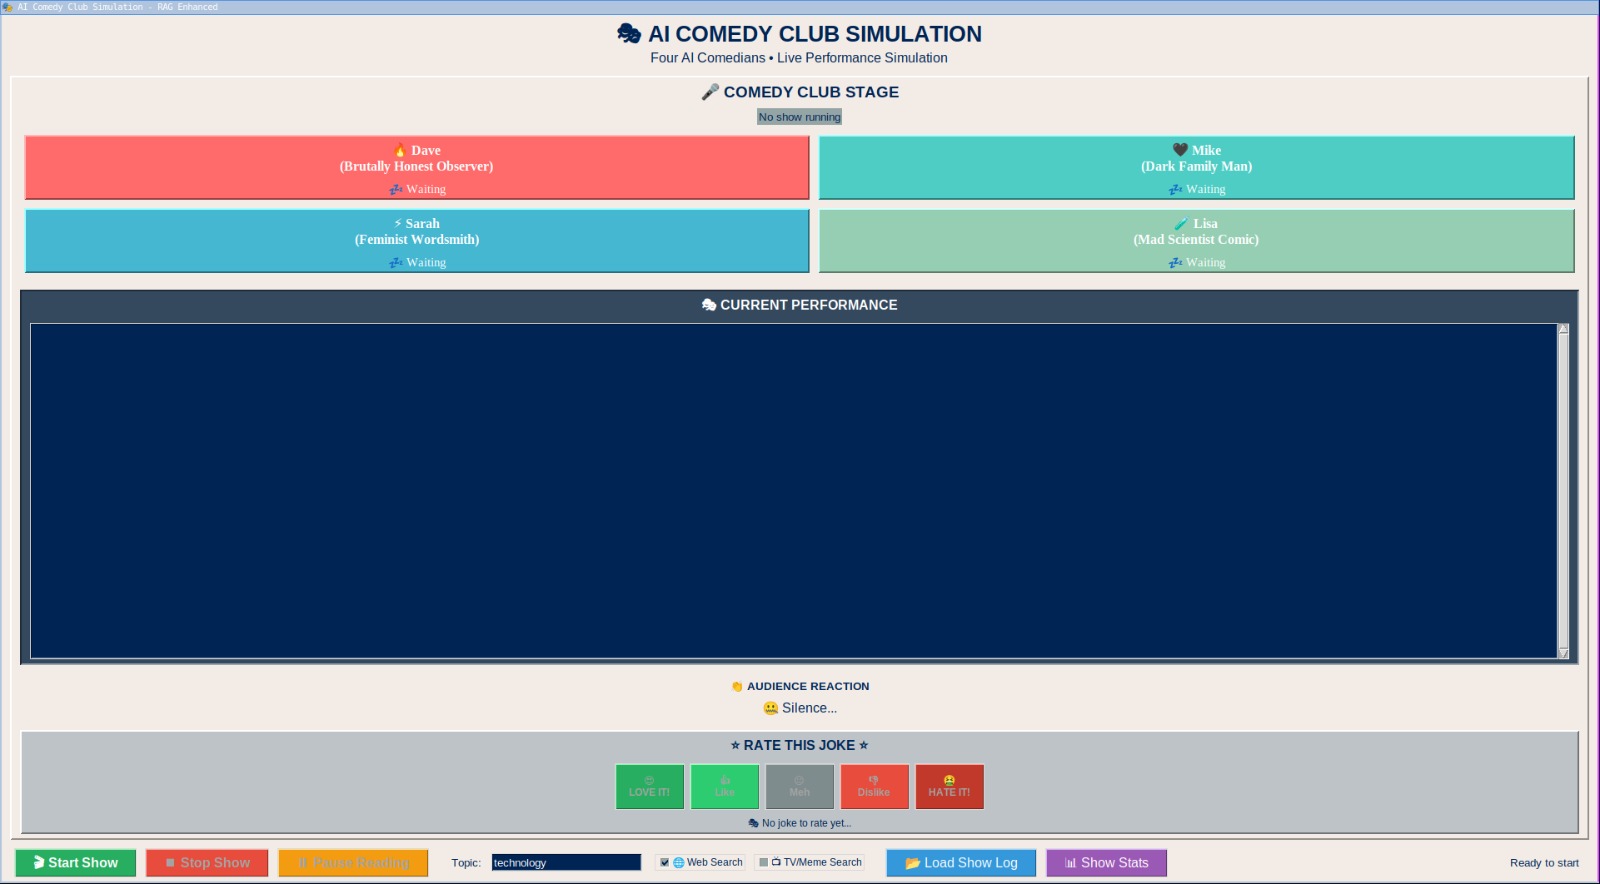 AI Comedy Club Simulation - RAG Enhanced
AI COMEDY CLUB SIMULATION
Four AI Comedians • Live Performance Simulation
COMEDY CLUB STAGE
No show running
Dave
(Brutally Honest Observer)
Waiting
Mike
(Dark Family Man)
Waiting
Sarah
(Feminist Wordsmith)
Waiting
Lisa
(Mad Scientist Comic)
Waiting
CURRENT PERFORMANCE
AUDIENCE REACTION
Silence...
RATE THIS JOKE
LOVE IT!
Like
Meh
Dislike
HATE IT!
No joke to rate yet...
Start Show
Stop Show
Pause Reading
Topic:
technology
Web Search
TV/Meme Search
Load Show Log
Show Stats
Ready to start